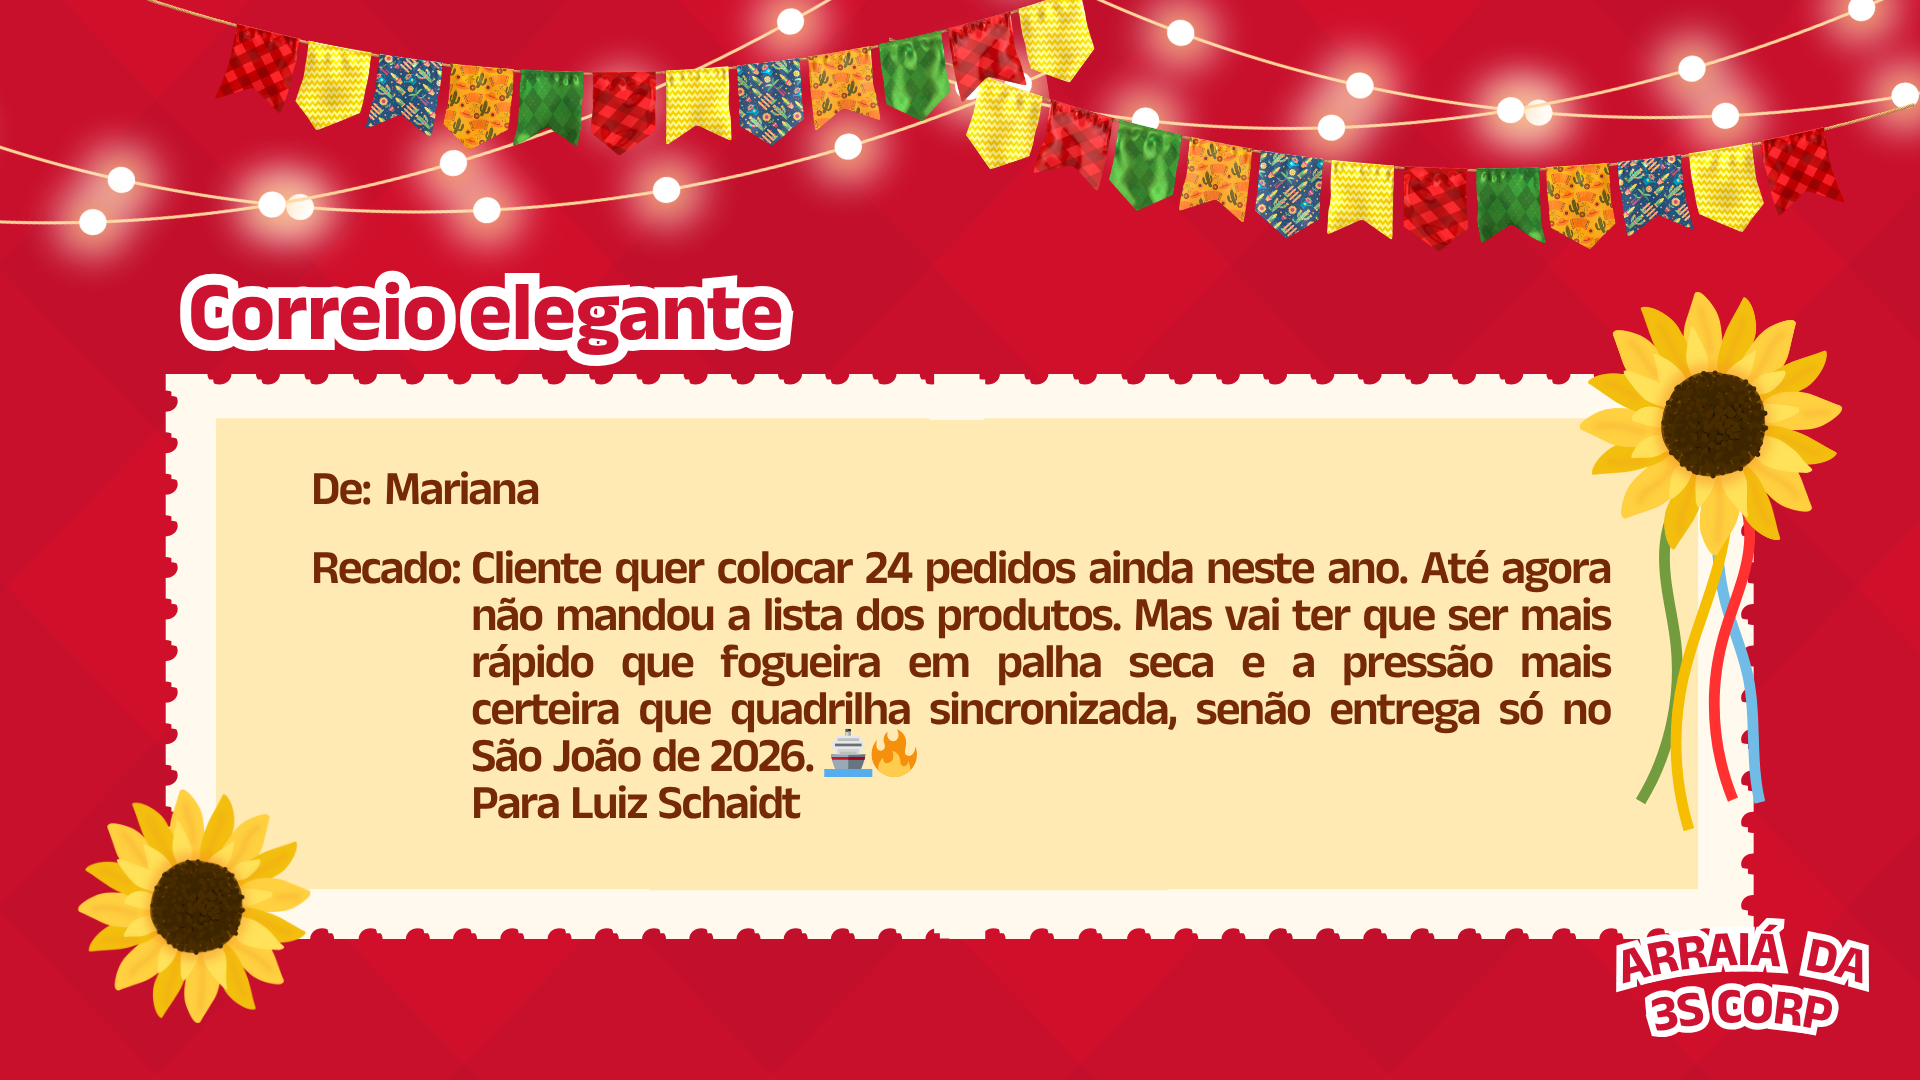 Correio elegante
De: Mariana
Recado: Cliente quer colocar 24 pedidos ainda neste ano. Até agora
não mandou a lista dos produtos. Mas vai ter que ser mais
rápido que fogueira em palha seca e a pressão mais
certeira que quadrilha sincronizada, senão entrega só no
São João de 2026. 🚢🔥
Para Luiz Schaidt
ARRAIÁ DA
3S CORP